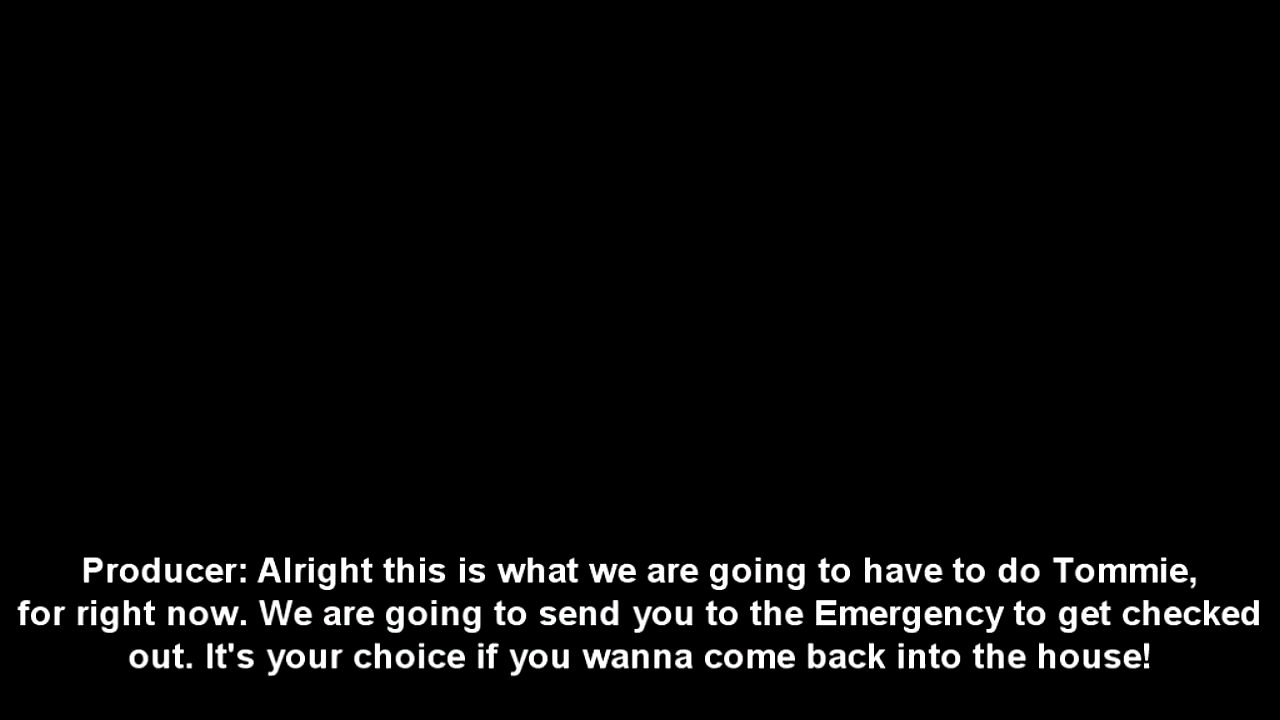 Producer: Alright this is what we are going to have to do Tommie,
for right now. We are going to send you to the Emergency to get checked
out. It's your choice if you wanna come back into the house!